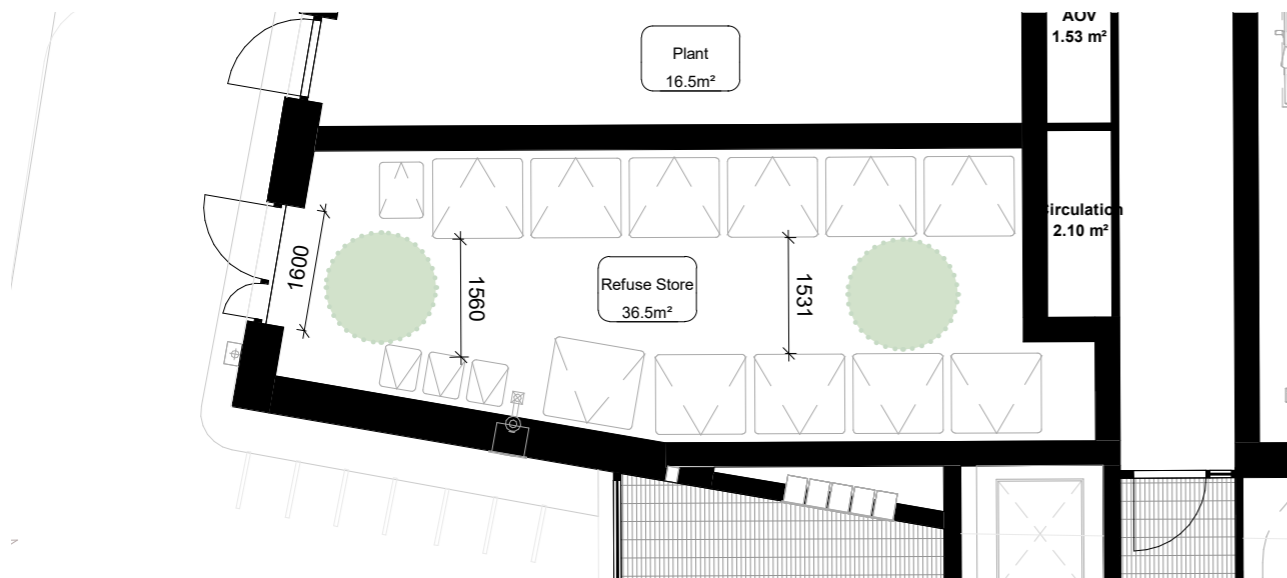 AOV
1.53 m²
Plant
16.5m²
Circulation
2.10 m²
1600
1560
Refuse Store
36.5m²
1531